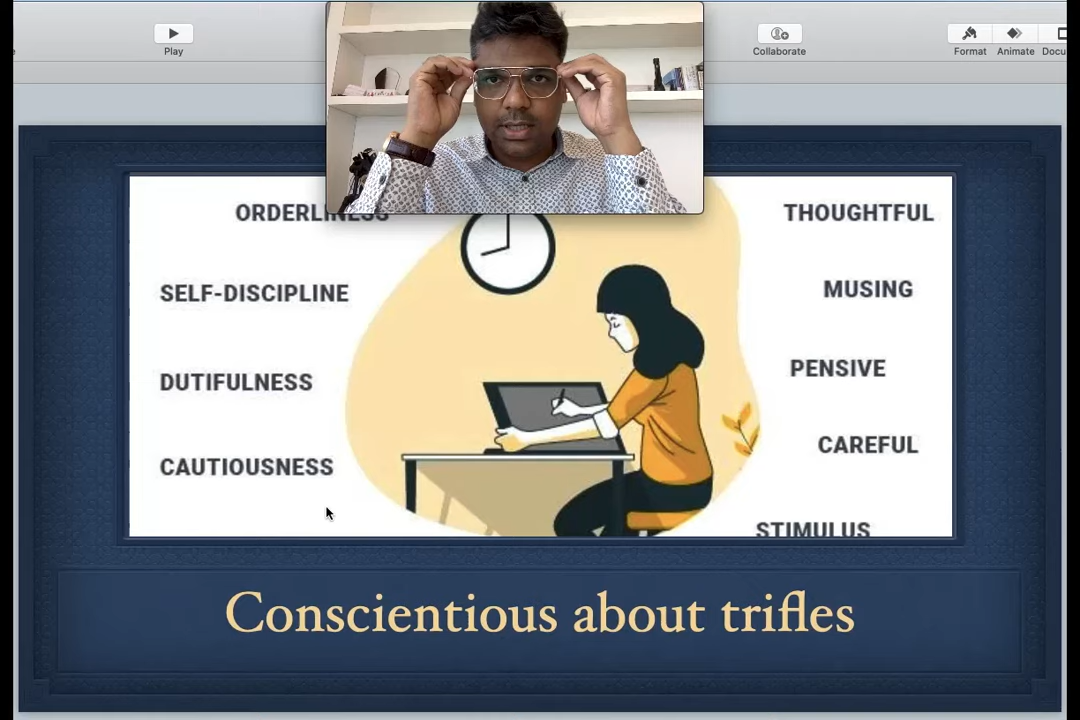 Play
Collaborate
Format
Animate
ORDERLINESS
THOUGHTFUL
SELF-DISCIPLINE
MUSING
DUTIFULNESS
PENSIVE
CAUTIOUSNESS
CAREFUL
STIMULUS
Conscientious about trifles